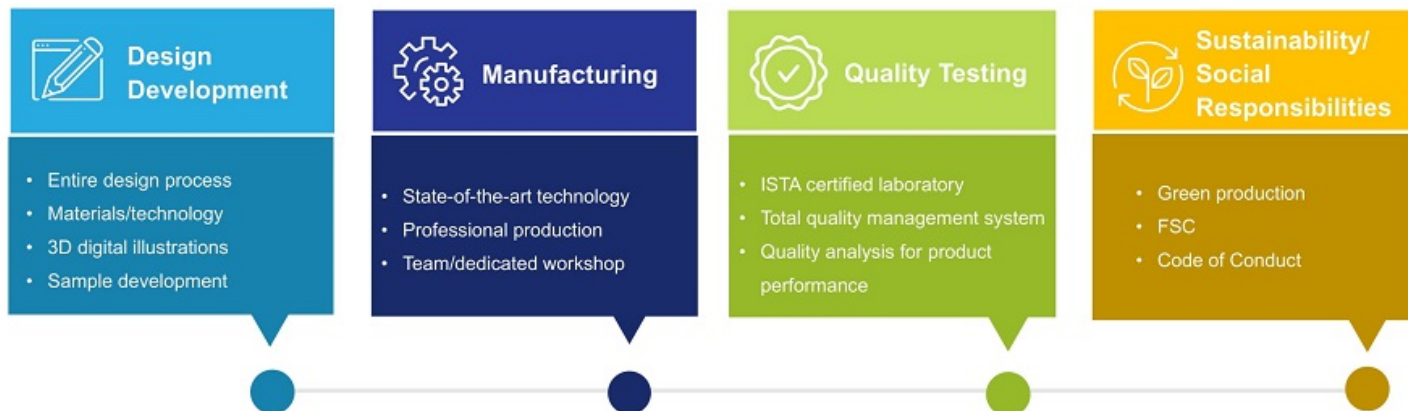 Design
Development
• Entire design process
• Materials/technology
• 3D digital illustrations
• Sample development
Manufacturing
• State-of-the-art technology
• Professional production
• Team/dedicated workshop
Quality Testing
• ISTA certified laboratory
• Total quality management system
• Quality analysis for product
performance
Sustainability/
Social
Responsibilities
• Green production
• FSC
• Code of Conduct